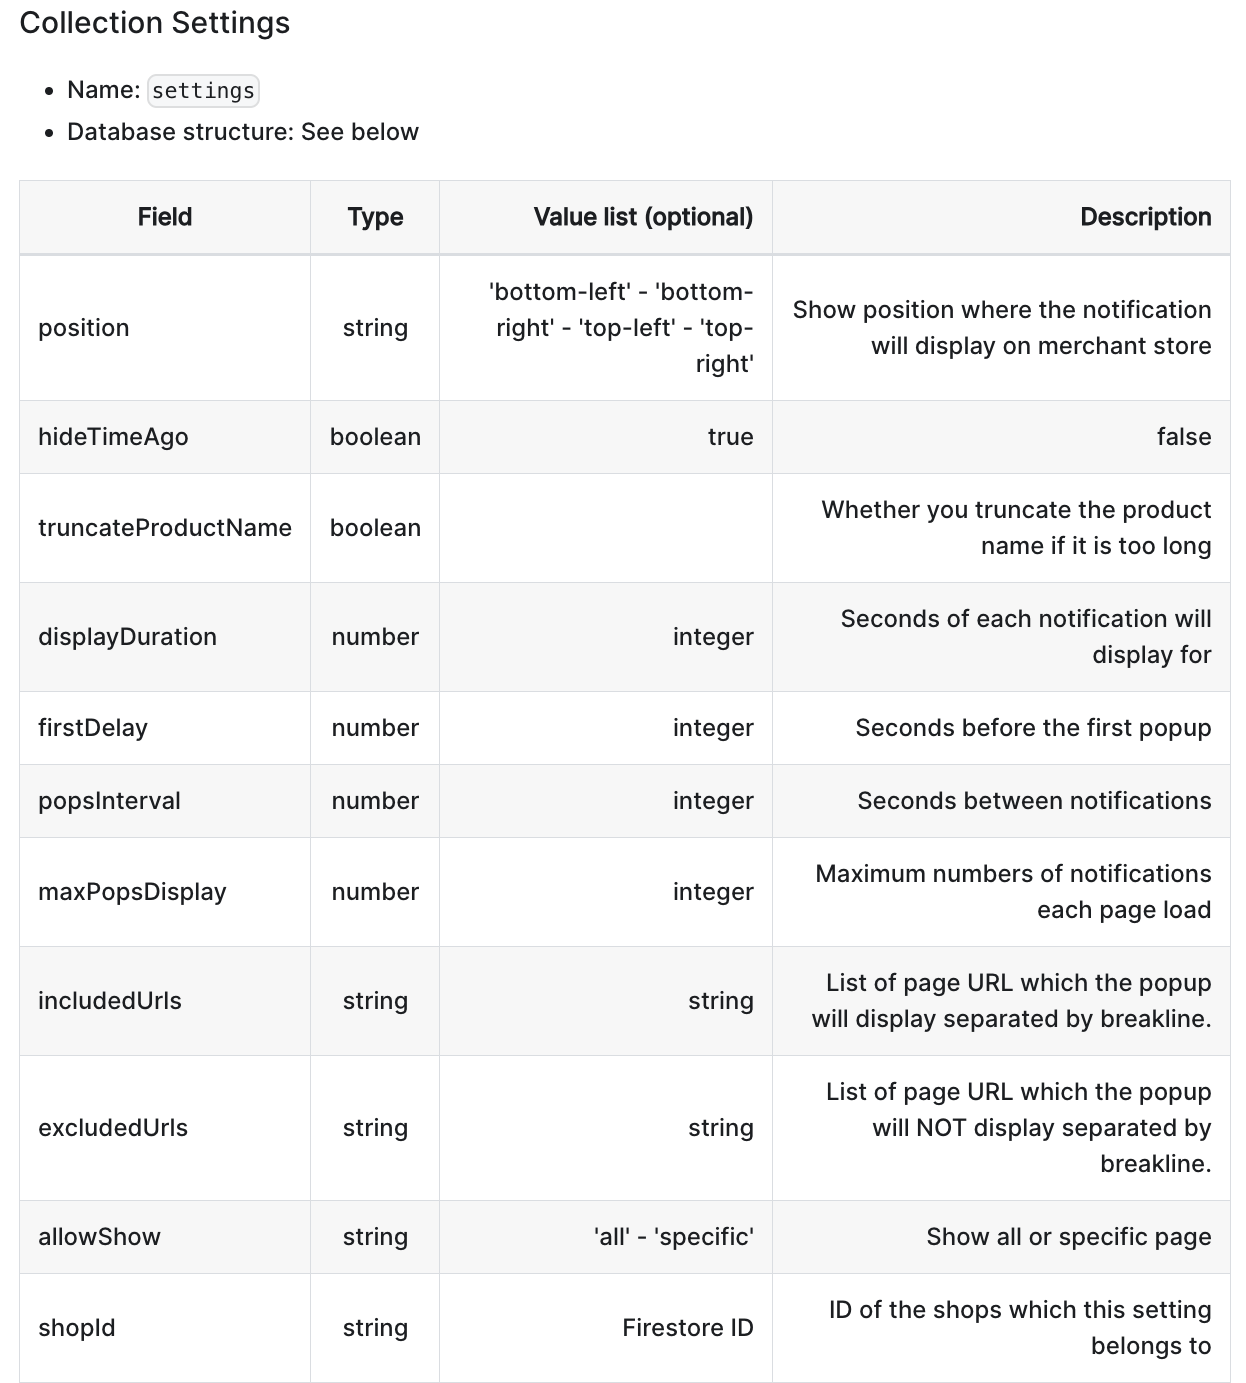 Collection Settings
Name: settings
Database structure: See below
Field Type Value list (optional) Description
position string 'bottom-left' - 'bottom-
right' - 'top-left' - 'top-
right' Show position where the notification
will display on merchant store
hideTimeAgo boolean true false
truncateProductName boolean Whether you truncate the product
name if it is too long
displayDuration number integer Seconds of each notification will
display for
firstDelay number integer Seconds before the first popup
popsInterval number integer Seconds between notifications
maxPopsDisplay number integer Maximum numbers of notifications
each page load
includedUrls string string List of page URL which the popup
will display separated by breakline.
excludedUrls string string List of page URL which the popup
will NOT display separated by
breakline.
allowShow string 'all' - 'specific' Show all or specific page
shopId string Firestore ID ID of the shops which this setting
belongs to